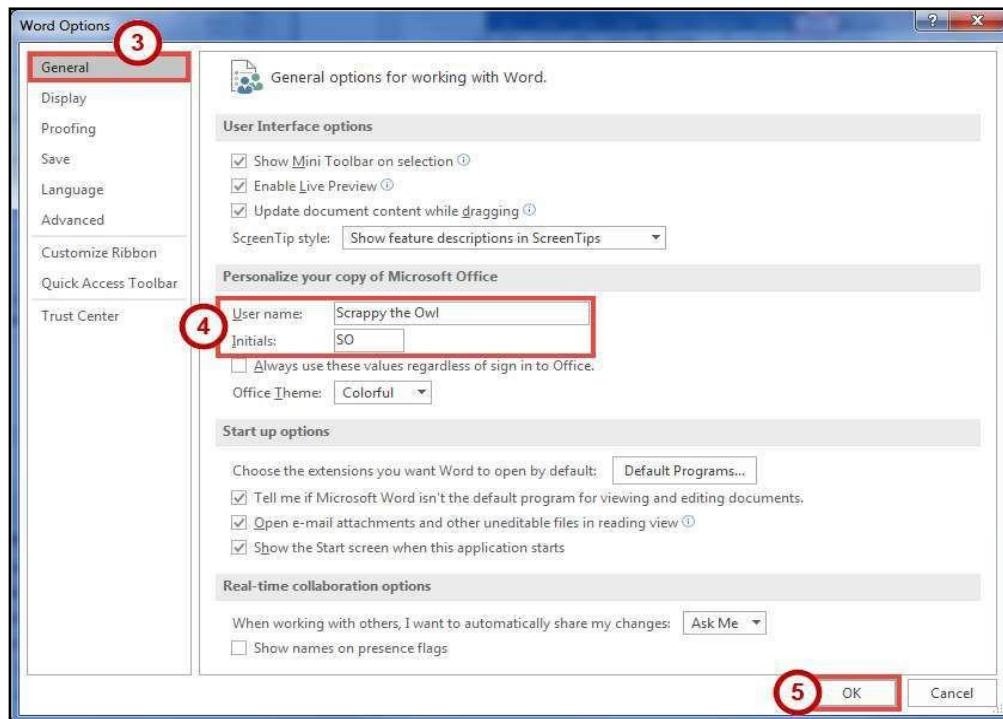 Word Options
3
General
Display
Proofing
Save
Language
Advanced
Customize Ribbon
Quick Access Toolbar
Trust Center
General options for working with Word.
User Interface options
Show Mini Toolbar on selection
Enable Live Preview
Update document content while dragging
ScreenTip style: Show feature descriptions in ScreenTips
Personalize your copy of Microsoft Office
4
User name: Scrappy the Owl
Initials: SO
Always use these values regardless of sign in to Office.
Office Theme: Colorful
Start up options
Choose the extensions you want Word to open by default: Default Programs...
Tell me if Microsoft Word isn't the default program for viewing and editing documents.
Open e-mail attachments and other uneditable files in reading view
Show the Start screen when this application starts
Real-time collaboration options
When working with others, I want to automatically share my changes: Ask Me
Show names on presence flags
5 OK Cancel